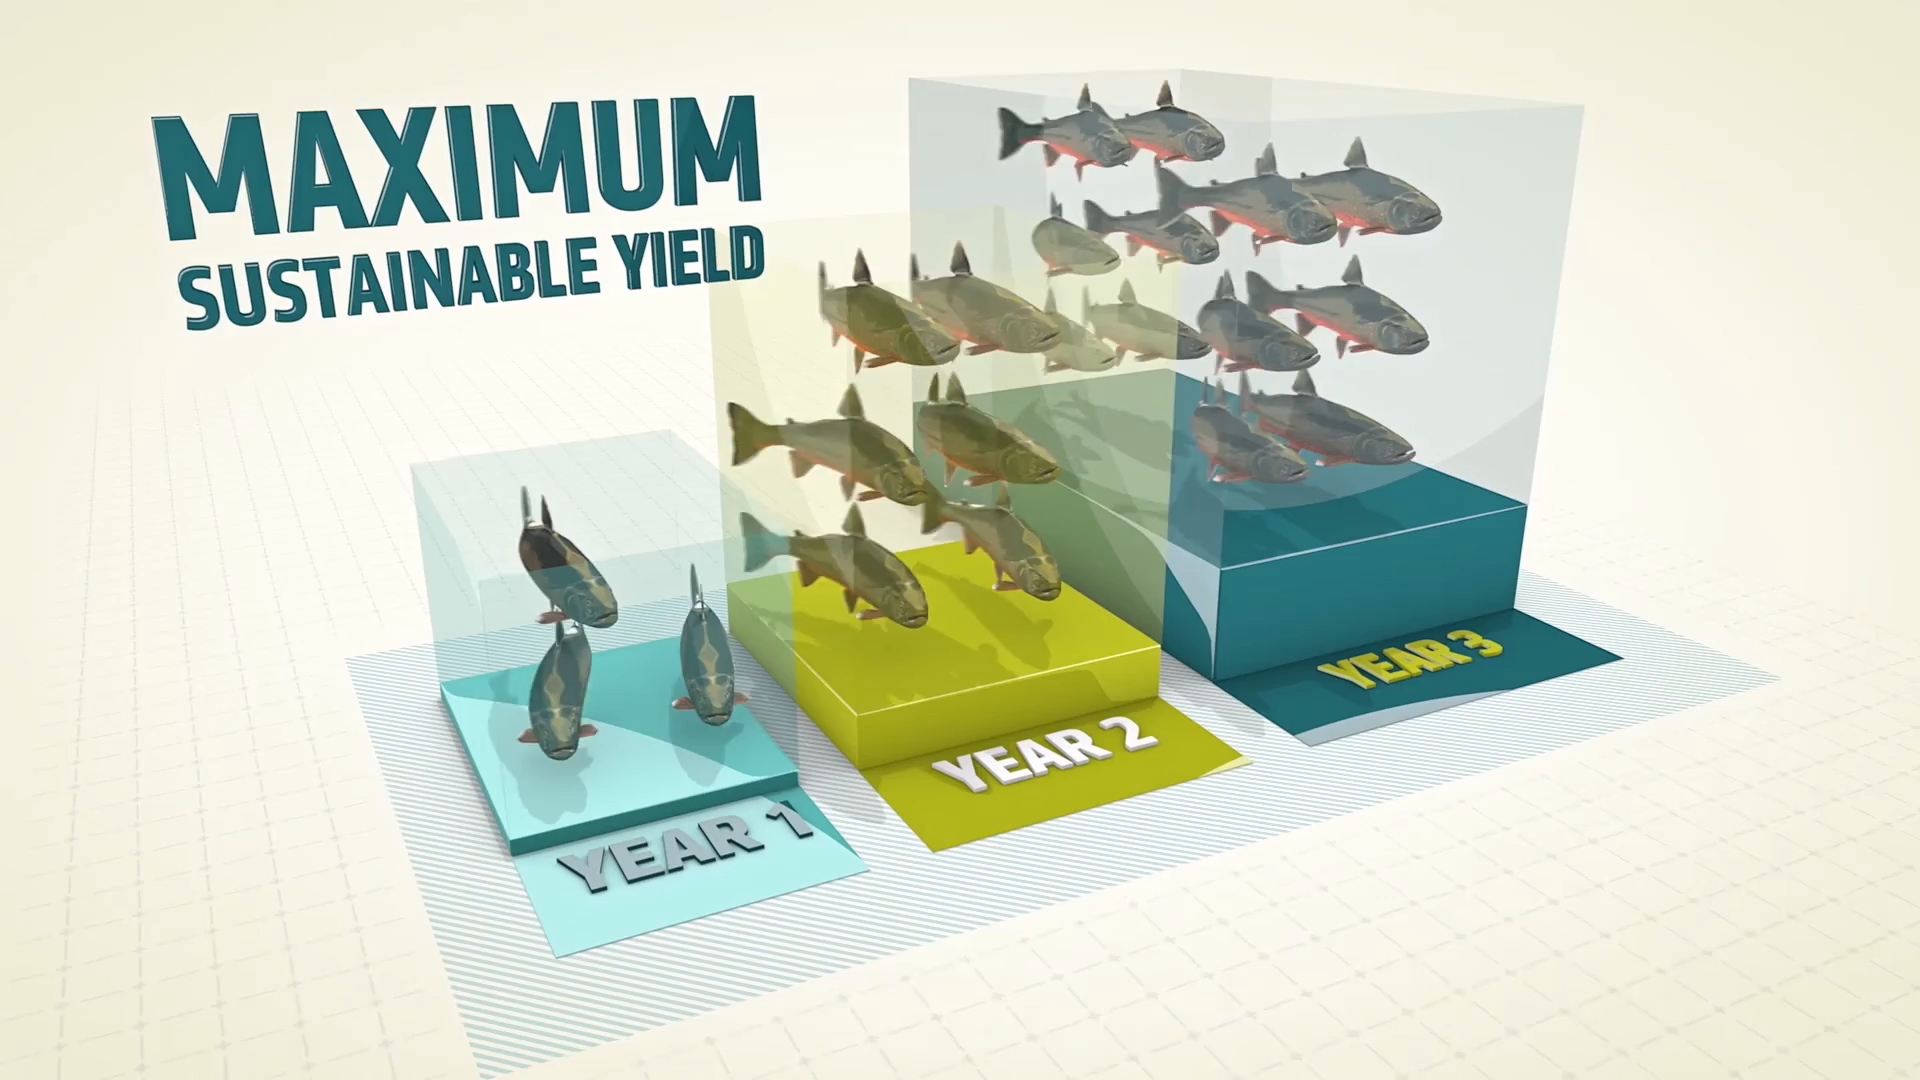 MAXIMUM
SUSTAINABLE YIELD
YEAR 1
YEAR 2
YEAR 3